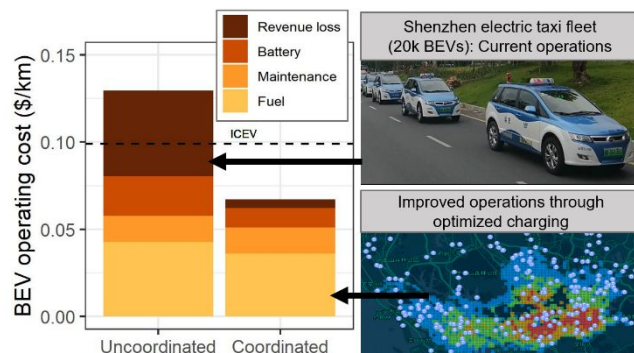 Revenue loss
Battery
Maintenance
Fuel
Shenzhen electric taxi fleet
(20k BEVs): Current operations
BEV operating cost ($/km)
0.15
0.10
0.05
0.00
ICEV
Improved operations through
optimized charging
Uncoordinated
Coordinated